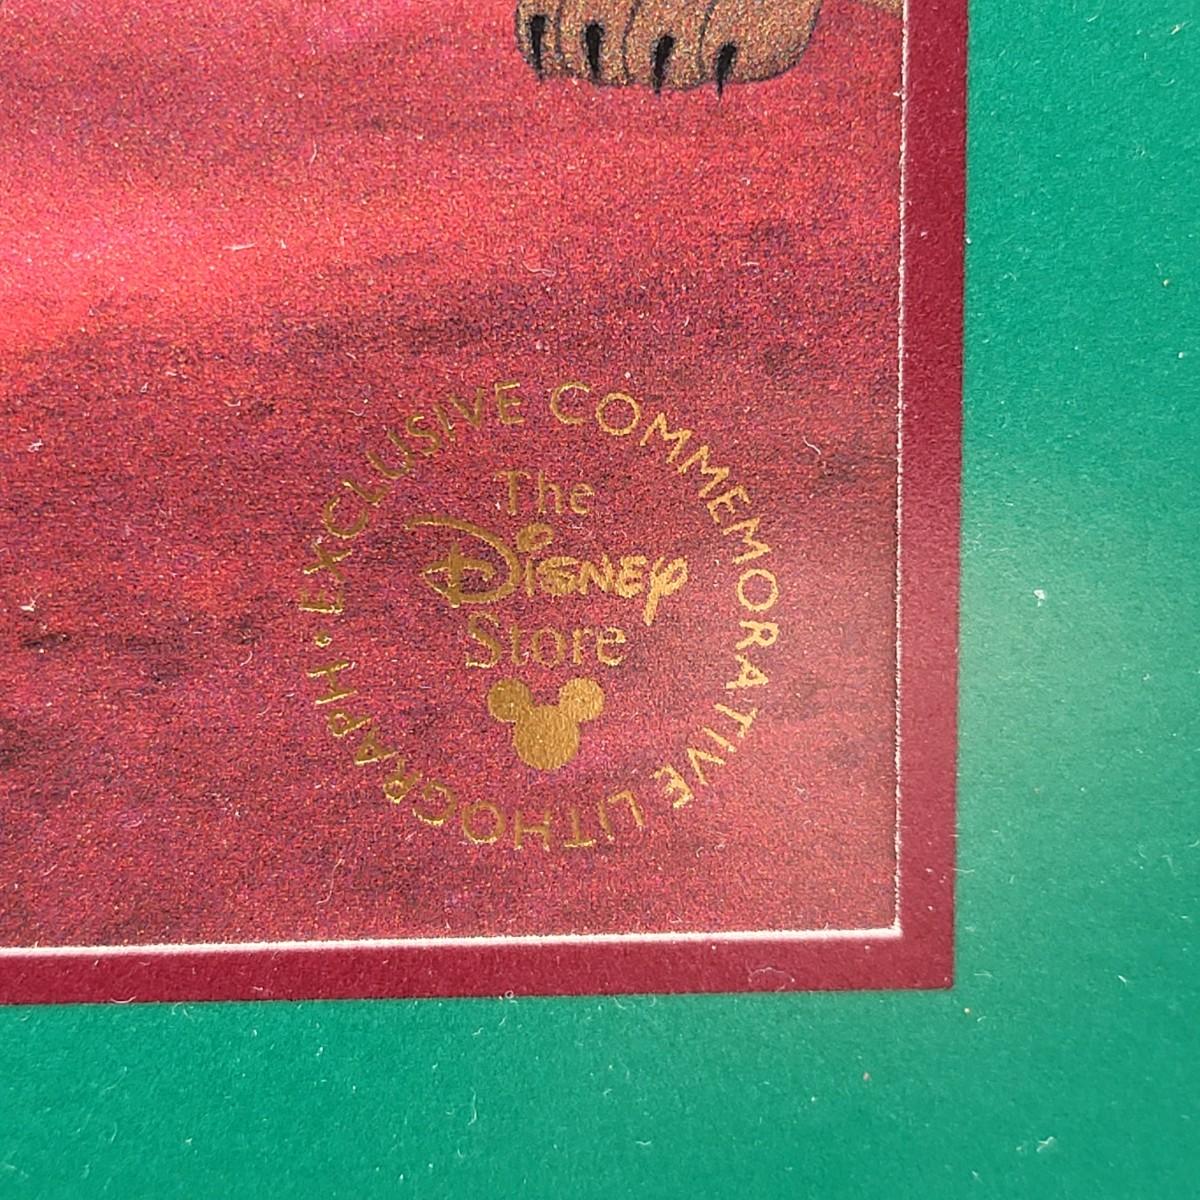 EXCLUSIVE COMMEMORATIVE LITHOGRAPH •
The
Disney
Store